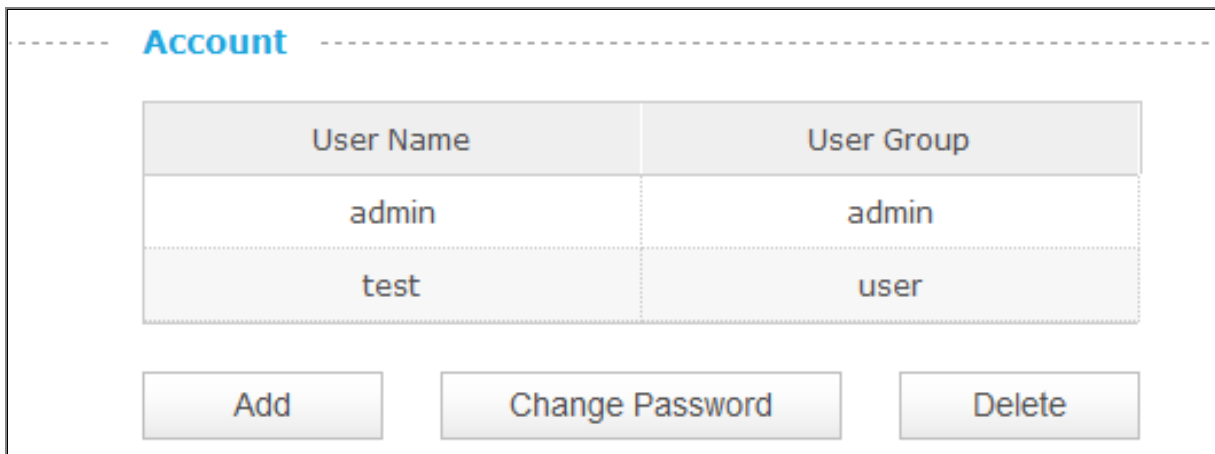 Account
User Name User Group
admin admin
test user
Add Change Password Delete